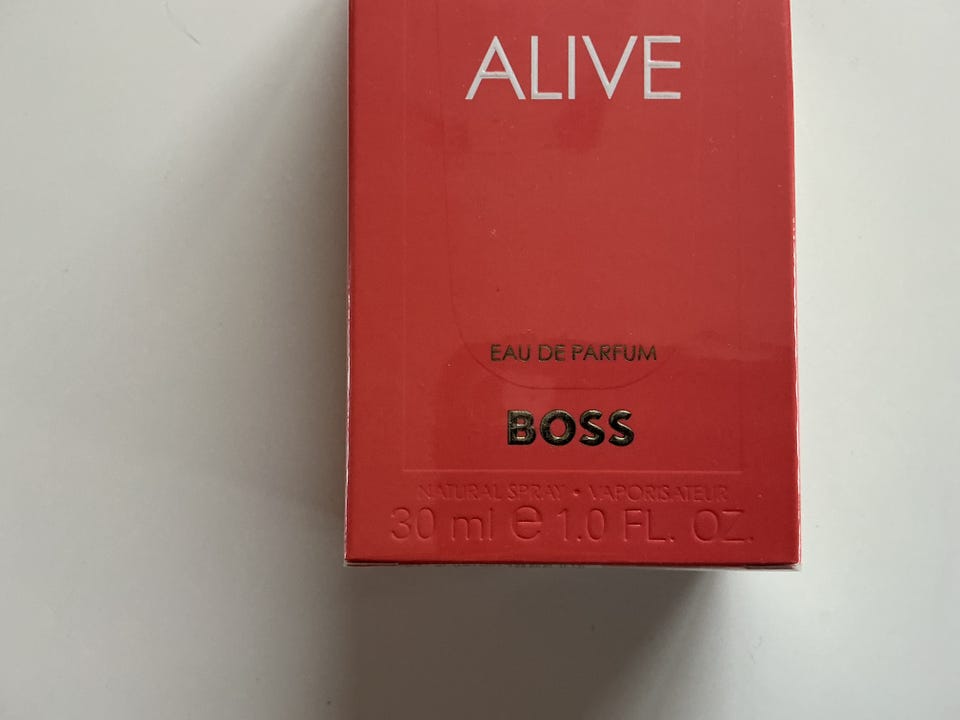 ALIVE
EAU DE PARFUM
BOSS
NATURAL SPRAY • VAPORISATEUR
30 ml ℮ 1.0 FL. OZ.